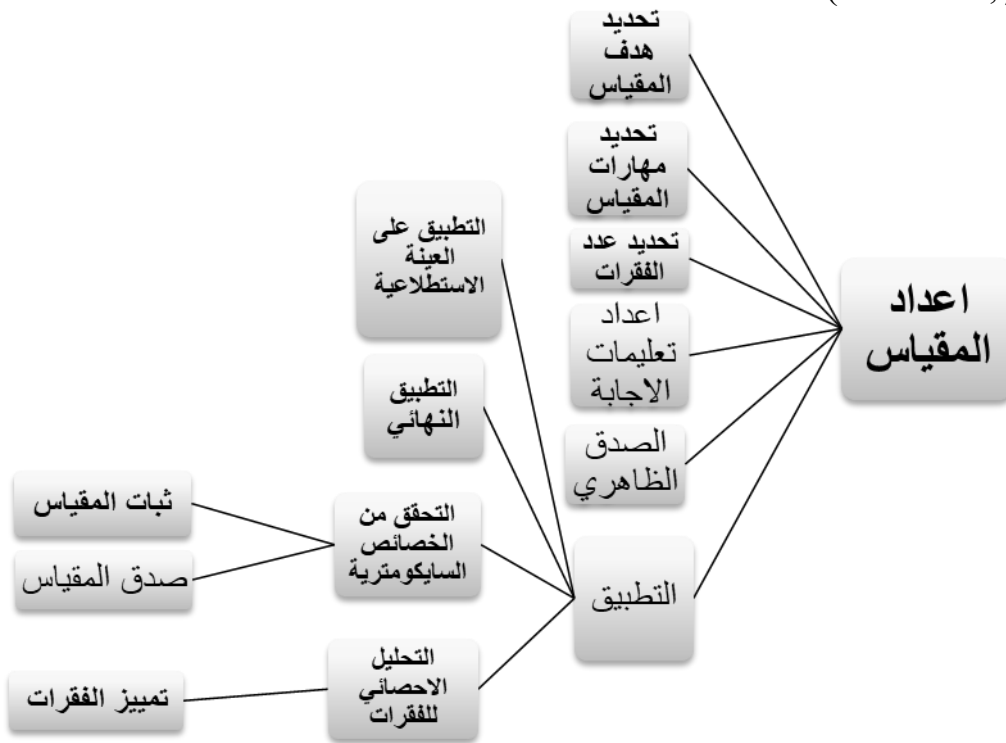 تحديد
هدف
المقياس
تحديد
مهارات
المقياس
تحديد عدد
الفقرات
اعداد
تعليمات
الاجابة
الصدق
الظاهري
التطبيق
اعداد
المقياس
التطبيق على
العينة
الاستطلاعية
التطبيق
النهائي
التحقق من
الخصائص
السايكومترية
التحليل
الاحصائي
للفقرات
ثبات المقياس
صدق المقياس
تمييز الفقرات